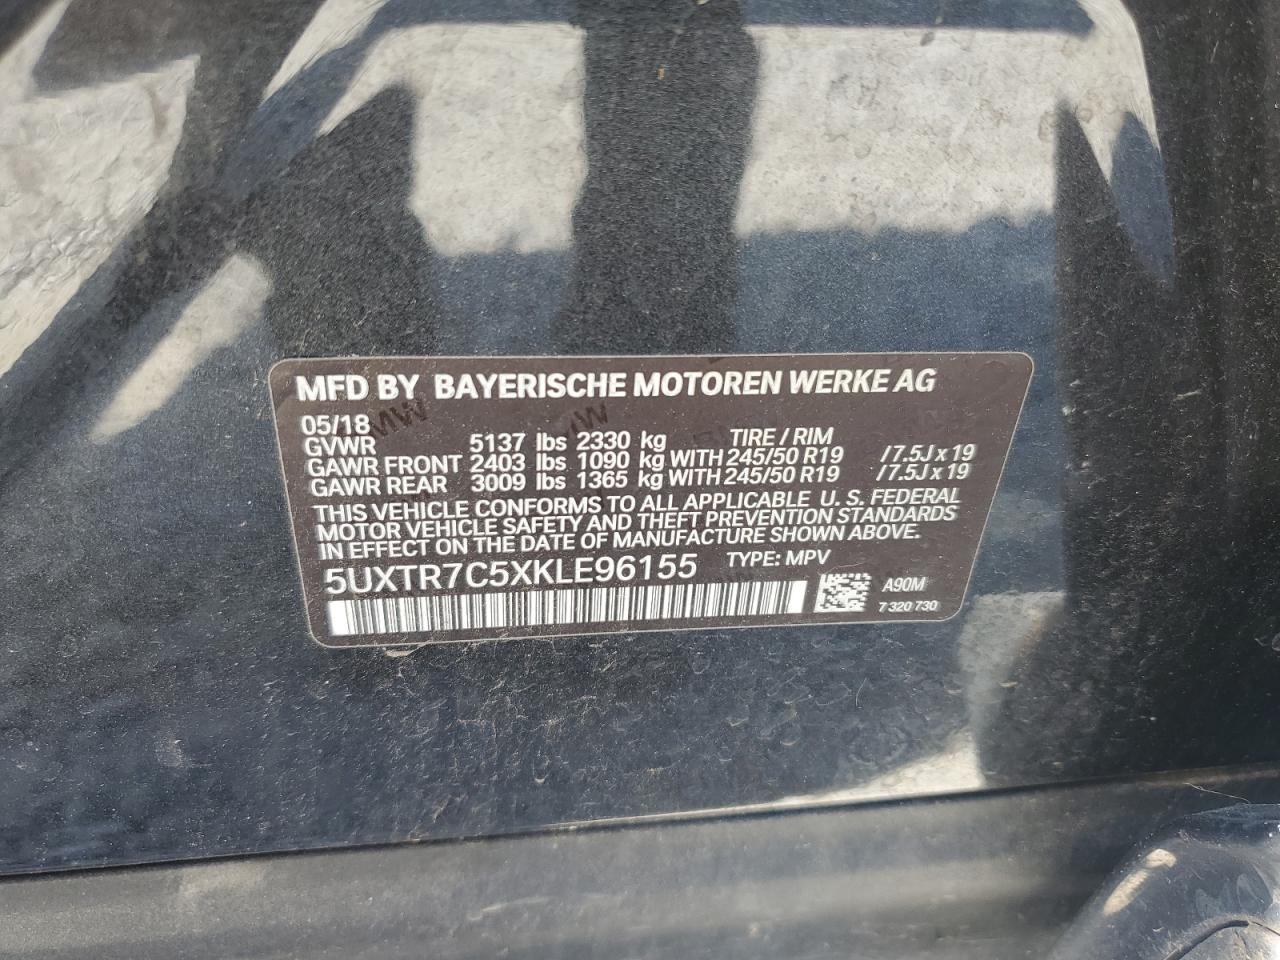 MFD BY BAYERISCHE MOTOREN WERKE AG
05/18
GVWR 5137 lbs 2330 kg TIRE / RIM
GAWR FRONT 2403 lbs 1090 kg WITH 245/50 R19 /7.5J x 19
GAWR REAR 3009 lbs 1365 kg WITH 245/50 R19 /7.5J x 19
THIS VEHICLE CONFORMS TO ALL APPLICABLE U. S. FEDERAL
MOTOR VEHICLE SAFETY AND THEFT PREVENTION STANDARDS
IN EFFECT ON THE DATE OF MANUFACTURE SHOWN ABOVE.
5UXTR7C5XKLE96155 TYPE: MPV
A90M
7 320 730